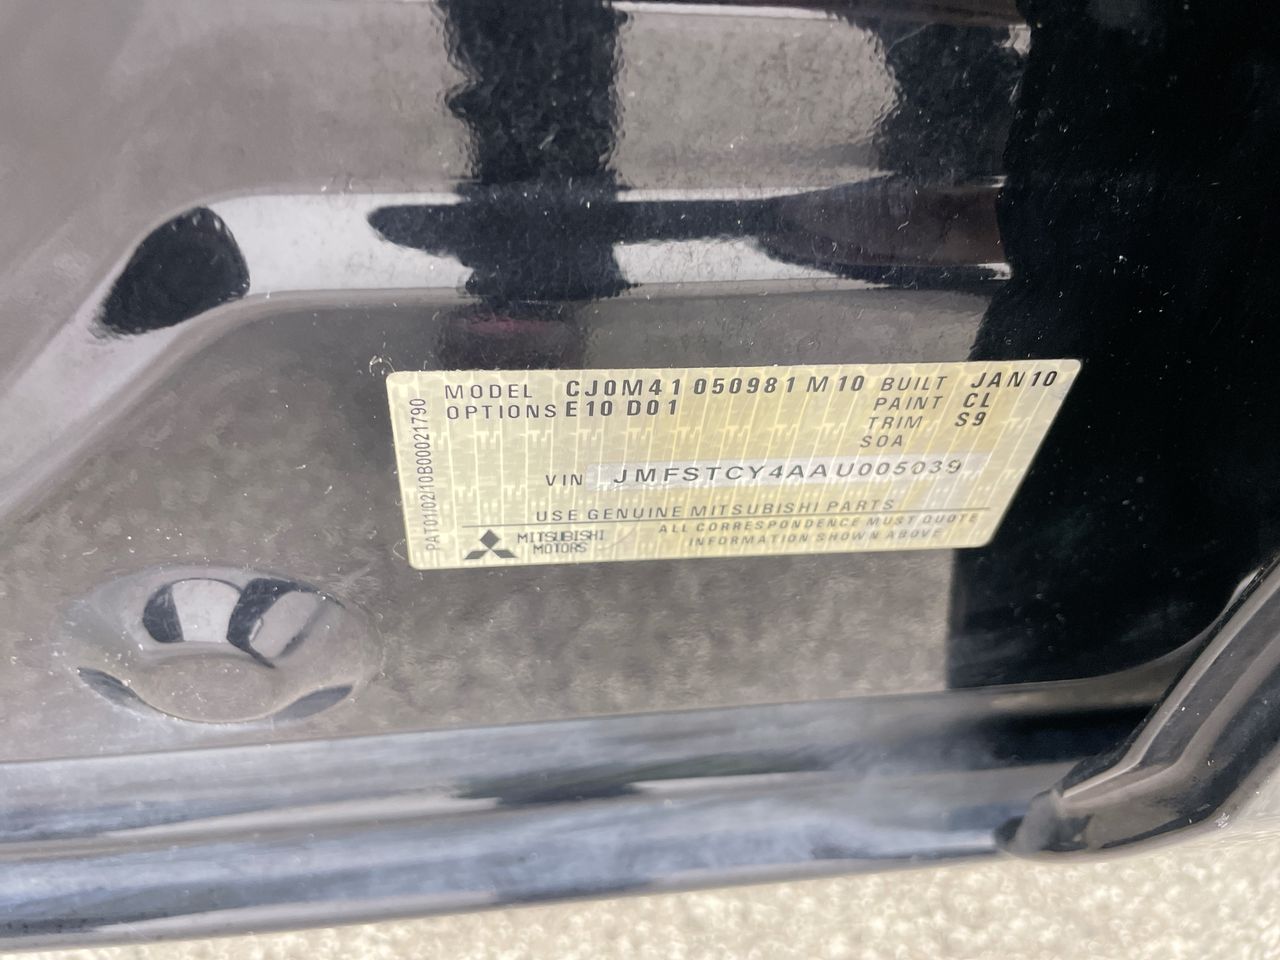 MODEL CJ0M41 050981 M10 BUILT JAN10
OPTIONS E10 D01 PAINT CL
TRIM S9
SOA
VIN JMFSTCY4AAU005039
USE GENUINE MITSUBISHI PARTS
MITSUBISHI MOTORS
ALL CORRESPONDENCE MUST QUOTE
INFORMATION SHOWN ABOVE
PAT01/02/10B00021790